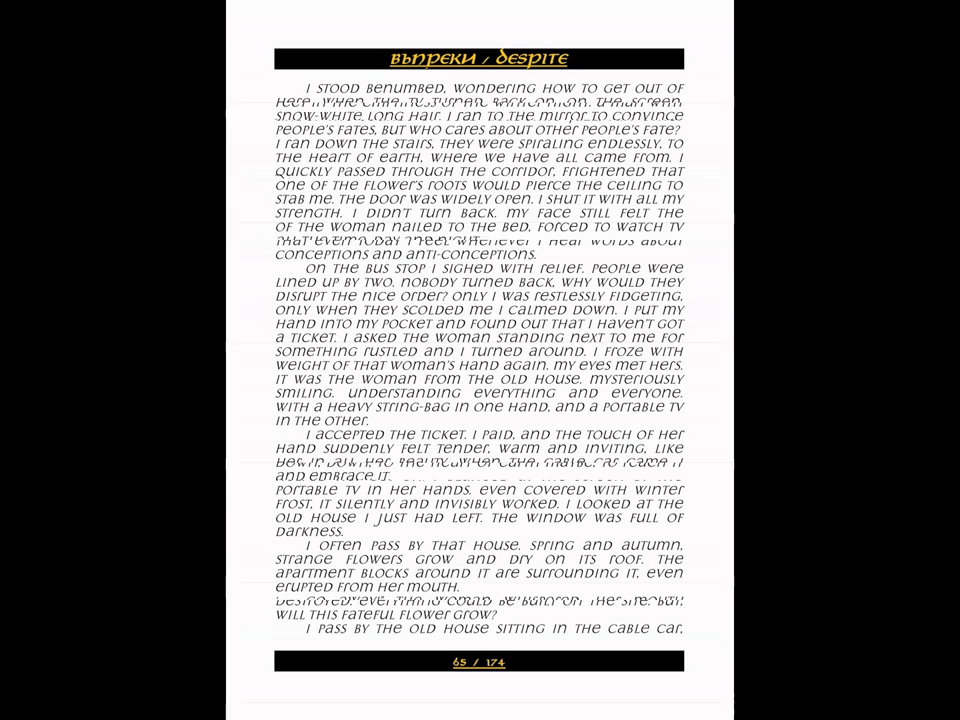 ВЪПРЕКИ / DESPITE
I STOOD BENUMBED, WONDERING HOW TO GET OUT OF
SNOW-WHITE, LONG HAIR. I RAN TO THE MIRROR TO CONVINCE
PEOPLE'S FATES, BUT WHO CARES ABOUT OTHER PEOPLE'S FATE?
I RAN DOWN THE STAIRS, THEY WERE SPIRALING ENDLESSLY, TO
THE HEART OF EARTH, WHERE WE HAVE ALL CAME FROM. I
QUICKLY PASSED THROUGH THE CORRIDOR, FRIGHTENED THAT
ONE OF THE FLOWER'S ROOTS WOULD PIERCE THE CEILING TO
STAB ME. THE DOOR WAS WIDELY OPEN. I SHUT IT WITH ALL MY
STRENGTH. I DIDN'T TURN BACK. MY FACE STILL FELT THE
OF THE WOMAN NAILED TO THE BED, FORCED TO WATCH TV
WHENEVER I HEAR WORDS ABOUT
CONCEPTIONS AND ANTI-CONCEPTIONS.
ON THE BUS STOP I SIGHED WITH RELIEF. PEOPLE WERE
LINED UP BY TWO. NOBODY TURNED BACK, WHY WOULD THEY
DISRUPT THE NICE ORDER? ONLY I WAS RESTLESSLY FIDGETING,
ONLY WHEN THEY SCOLDED ME I CALMED DOWN. I PUT MY
HAND INTO MY POCKET AND FOUND OUT THAT I HAVEN'T GOT
A TICKET. I ASKED THE WOMAN STANDING NEXT TO ME FOR
SOMETHING RUSTLED AND I TURNED AROUND. I FROZE WITH
WEIGHT OF THAT WOMAN'S HAND AGAIN. MY EYES MET HERS.
IT WAS THE WOMAN FROM THE OLD HOUSE. MYSTERIOUSLY
SMILING. UNDERSTANDING EVERYTHING AND EVERYONE.
WITH A HEAVY STRING-BAG IN ONE HAND, AND A PORTABLE TV
IN THE OTHER.
I ACCEPTED THE TICKET. I PAID, AND THE TOUCH OF HER
HAND SUDDENLY FELT TENDER, WARM AND INVITING, LIKE
AND EMBRACE IT.
PORTABLE TV IN HER HANDS. EVEN COVERED WITH WINTER
FROST, IT SILENTLY AND INVISIBLY WORKED. I LOOKED AT THE
OLD HOUSE I JUST HAD LEFT. THE WINDOW WAS FULL OF
DARKNESS.
I OFTEN PASS BY THAT HOUSE. SPRING AND AUTUMN,
STRANGE FLOWERS GROW AND DRY ON ITS ROOF. THE
APARTMENT BLOCKS AROUND IT ARE SURROUNDING IT, EVEN
ERUPTED FROM HER MOUTH.
WILL THIS FATEFUL FLOWER GROW?
I PASS BY THE OLD HOUSE SITTING IN THE CABLE CAR,
65 / 174